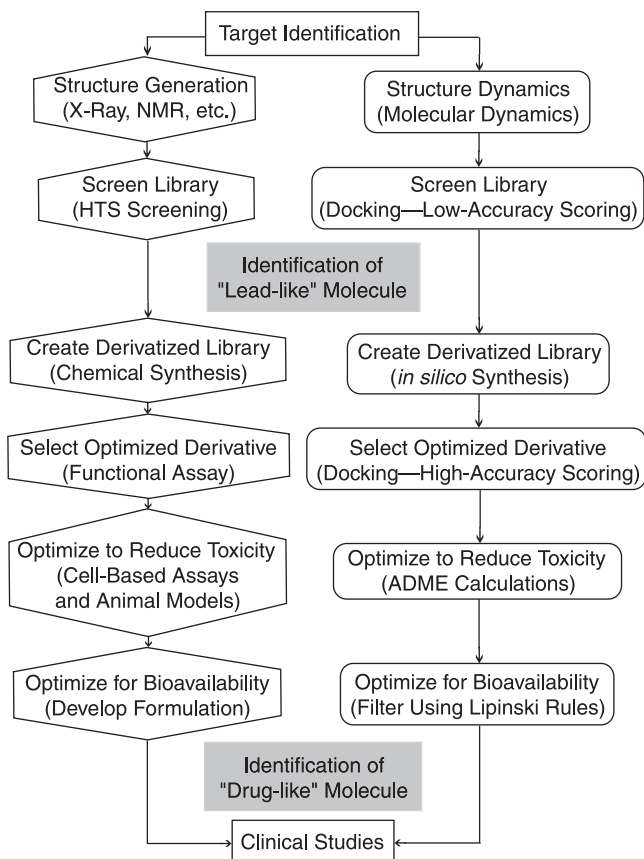 Target Identification
Structure Generation
(X-Ray, NMR, etc.)
Structure Dynamics
(Molecular Dynamics)
Screen Library
(HTS Screening)
Screen Library
(Docking—Low-Accuracy Scoring)
Identification of
"Lead-like" Molecule
Create Derivatized Library
(Chemical Synthesis)
Create Derivatized Library
(in silico Synthesis)
Select Optimized Derivative
(Functional Assay)
Select Optimized Derivative
(Docking—High-Accuracy Scoring)
Optimize to Reduce Toxicity
(Cell-Based Assays
and Animal Models)
Optimize to Reduce Toxicity
(ADME Calculations)
Optimize for Bioavailability
(Develop Formulation)
Optimize for Bioavailability
(Filter Using Lipinski Rules)
Identification of
"Drug-like" Molecule
Clinical Studies